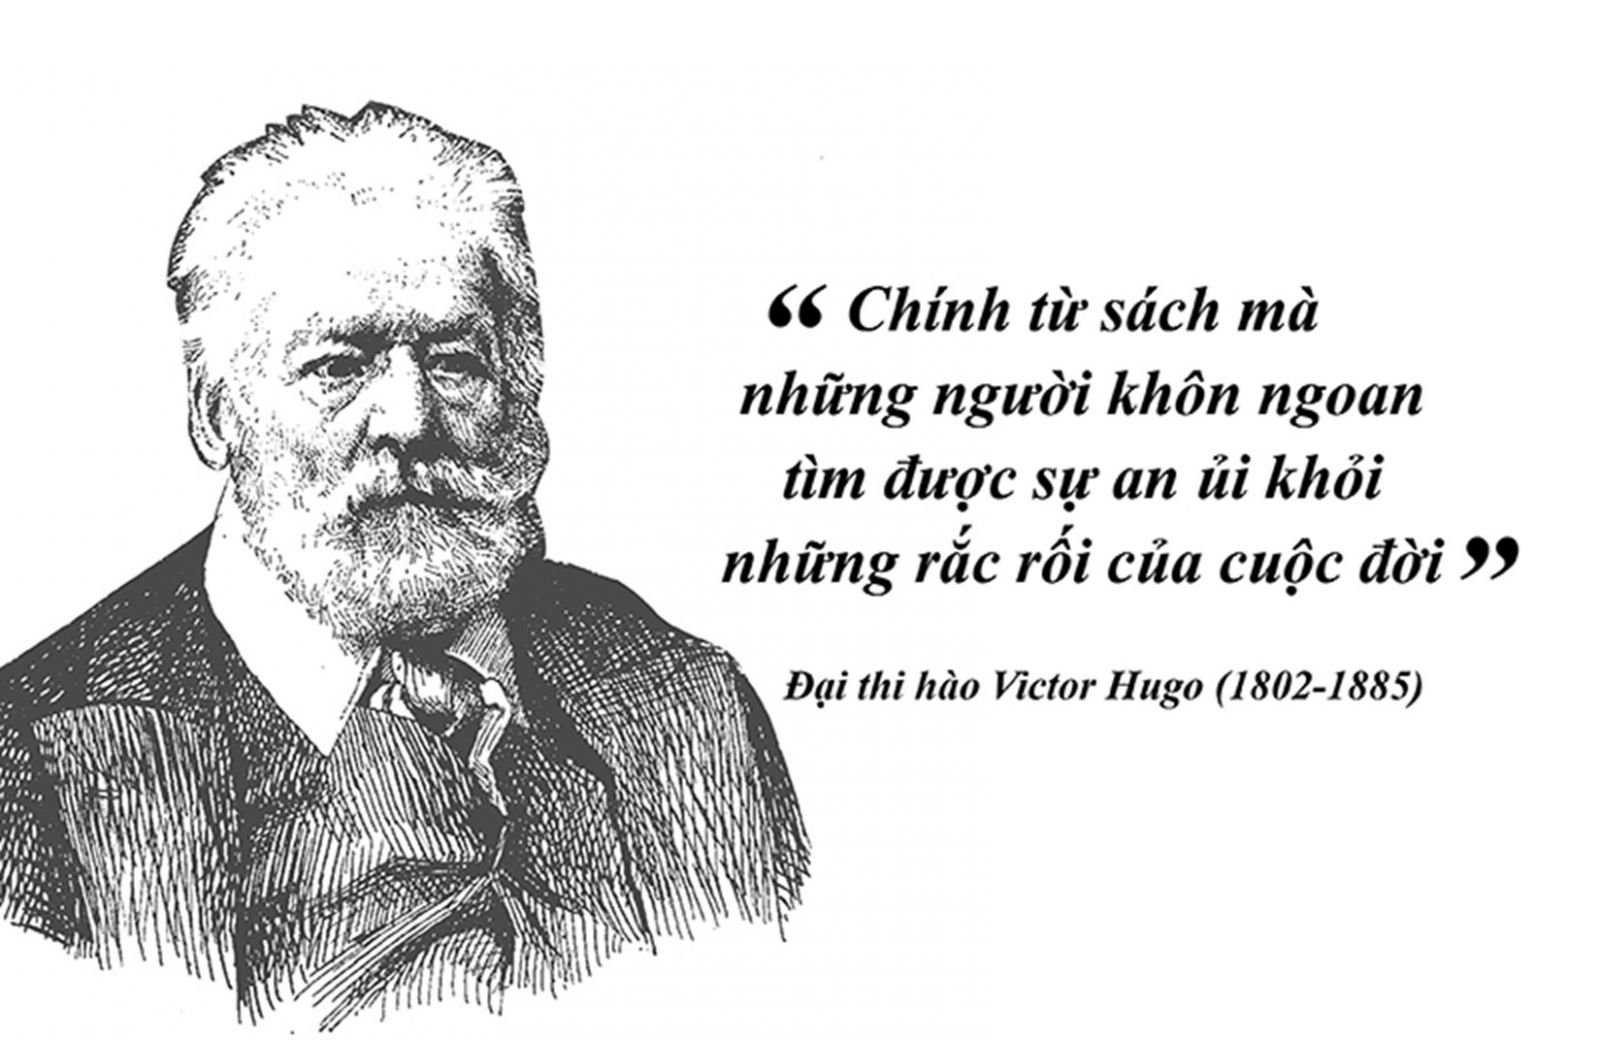 “ Chính từ sách mà
những người khôn ngoan
tìm được sự an ủi khỏi
những rắc rối của cuộc đời ”
Đại thi hào Victor Hugo (1802-1885)